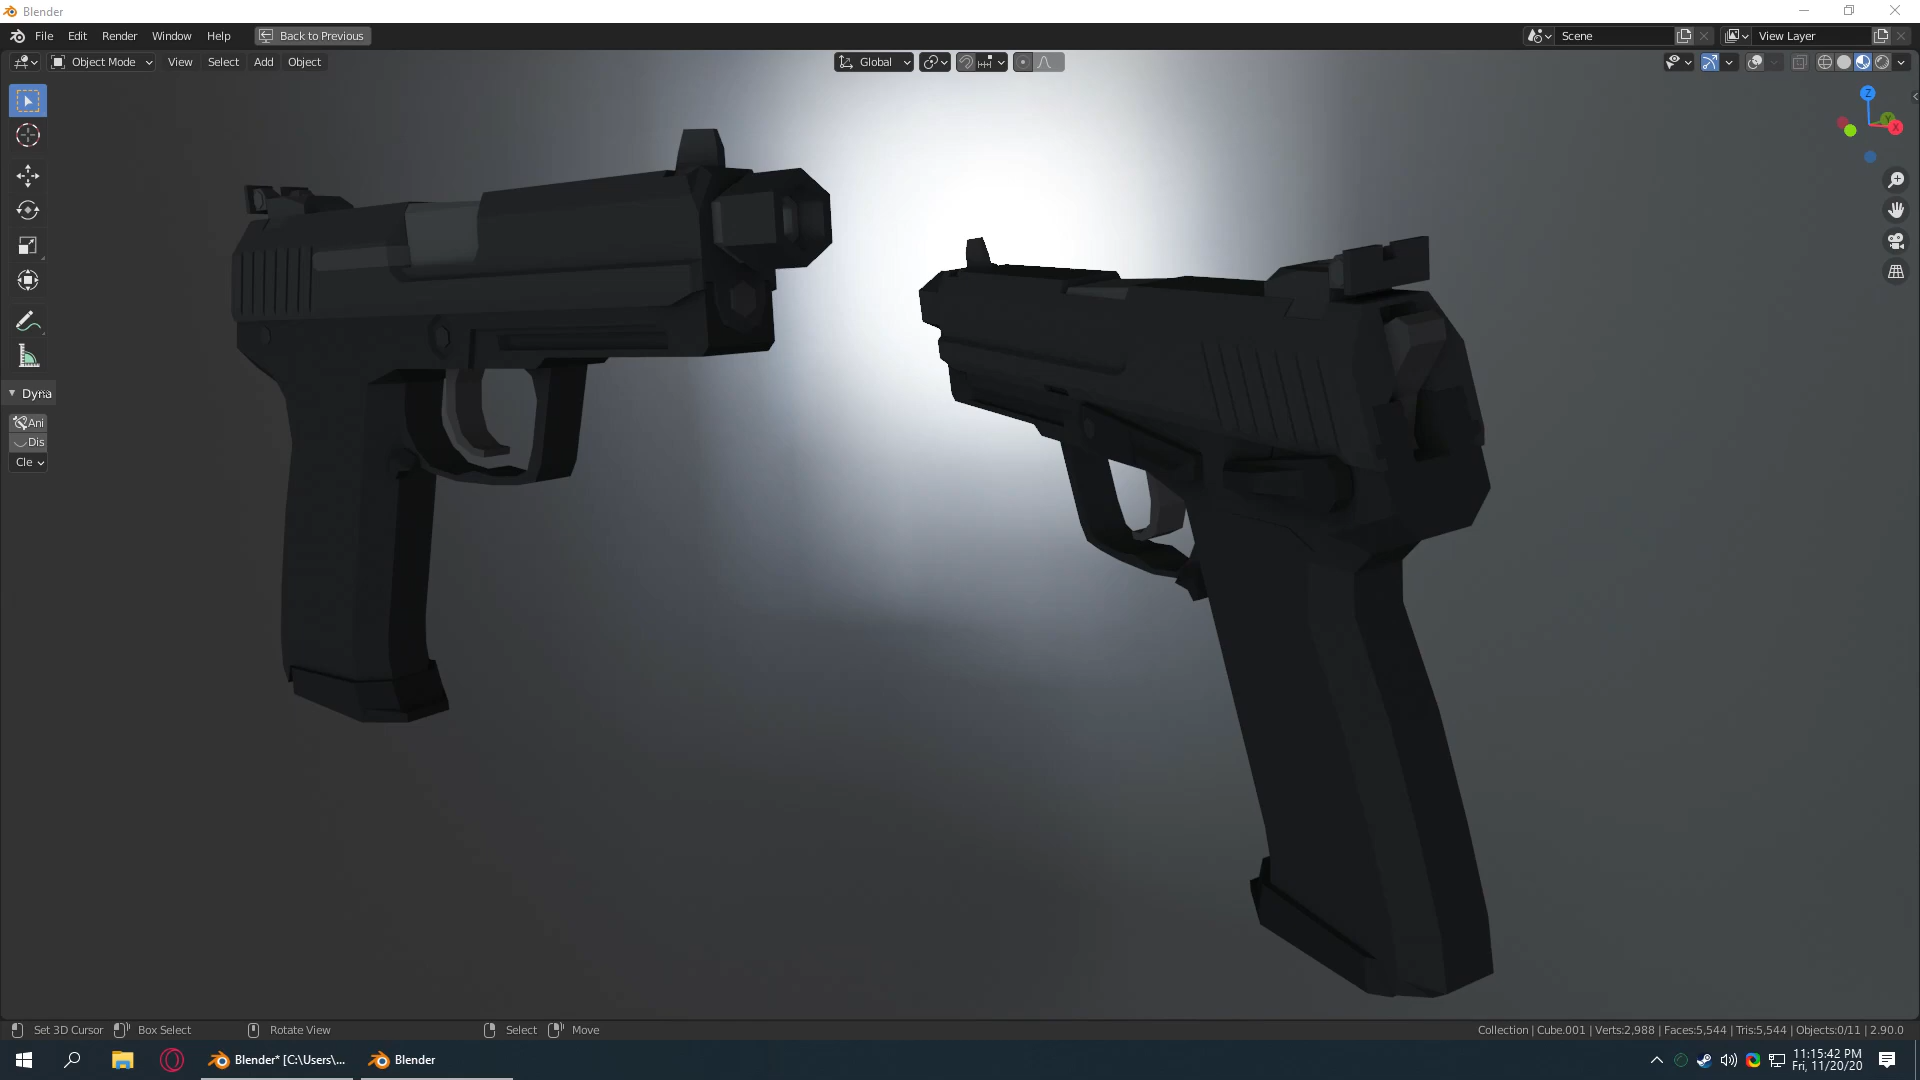 Blender
File Edit Render Window Help Back to Previous Scene View Layer
Object Mode View Select Add Object Global
Z
Y
X
Dyna
Ani
Dis
Cle
Set 3D Cursor Box Select Rotate View Select Move Collection | Cube.001 | Verts:2,988 | Faces:5,544 | Tris:5,544 | Objects:0/11 | 2.90.0
Blender* [C:\Users\... Blender 11:15:42 PM
Fri, 11/20/20